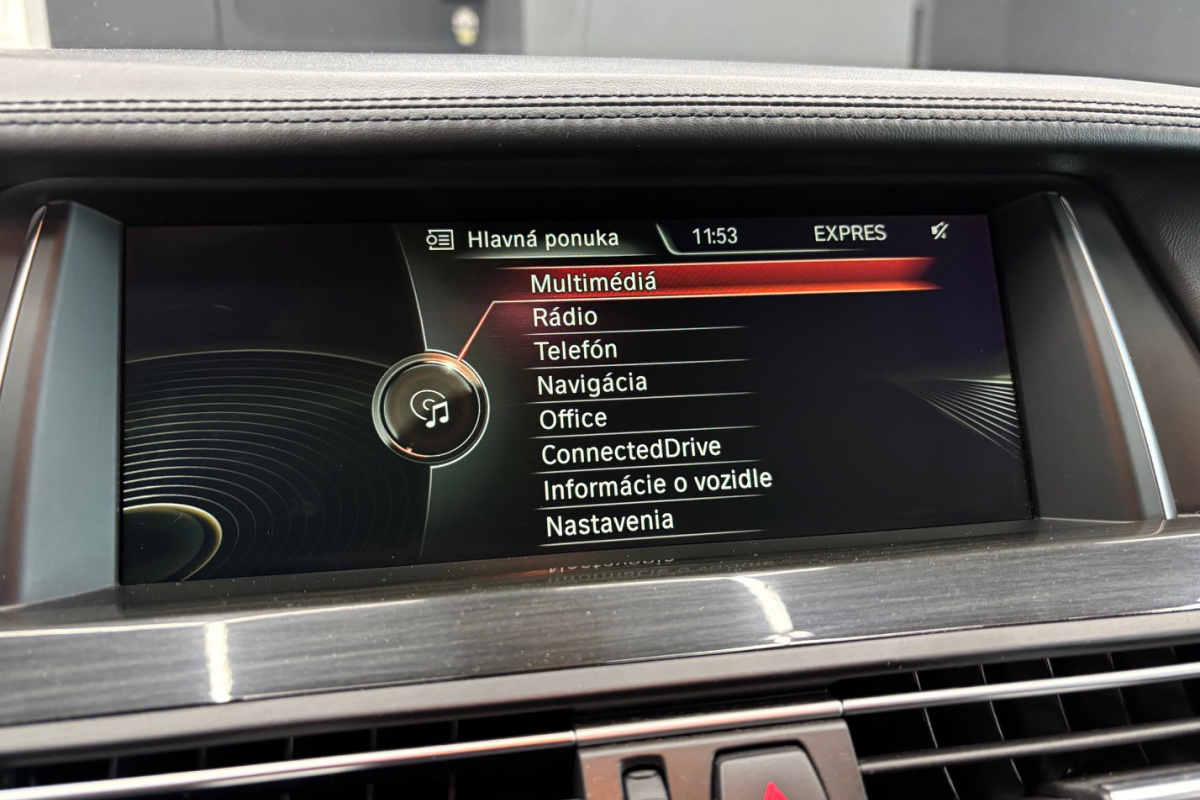 Hlavná ponuka 11:53 EXPRES
Multimédiá
Rádio
Telefón
Navigácia
Office
ConnectedDrive
Informácie o vozidle
Nastavenia